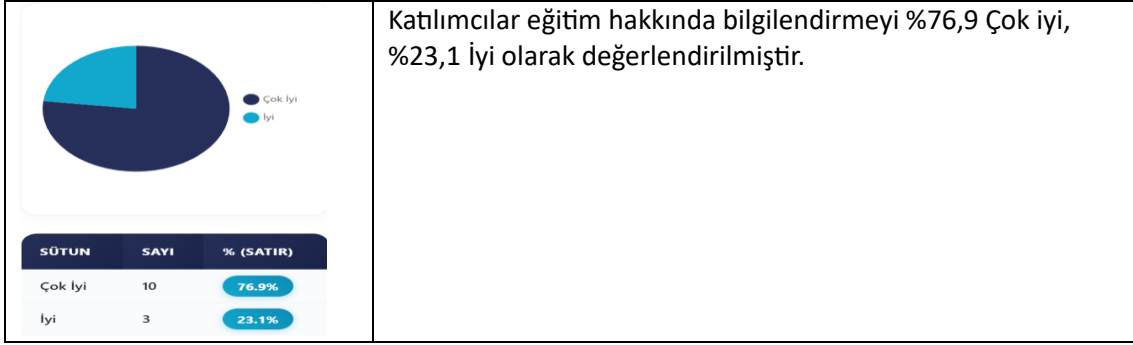 Çok İyi
İyi
SÜTUN SAYI % (SATIR)
Çok İyi 10 76.9%
İyi 3 23.1%
Katılımcılar eğitim hakkında bilgilendirmeyi %76,9 Çok iyi,
%23,1 İyi olarak değerlendirilmiştir.